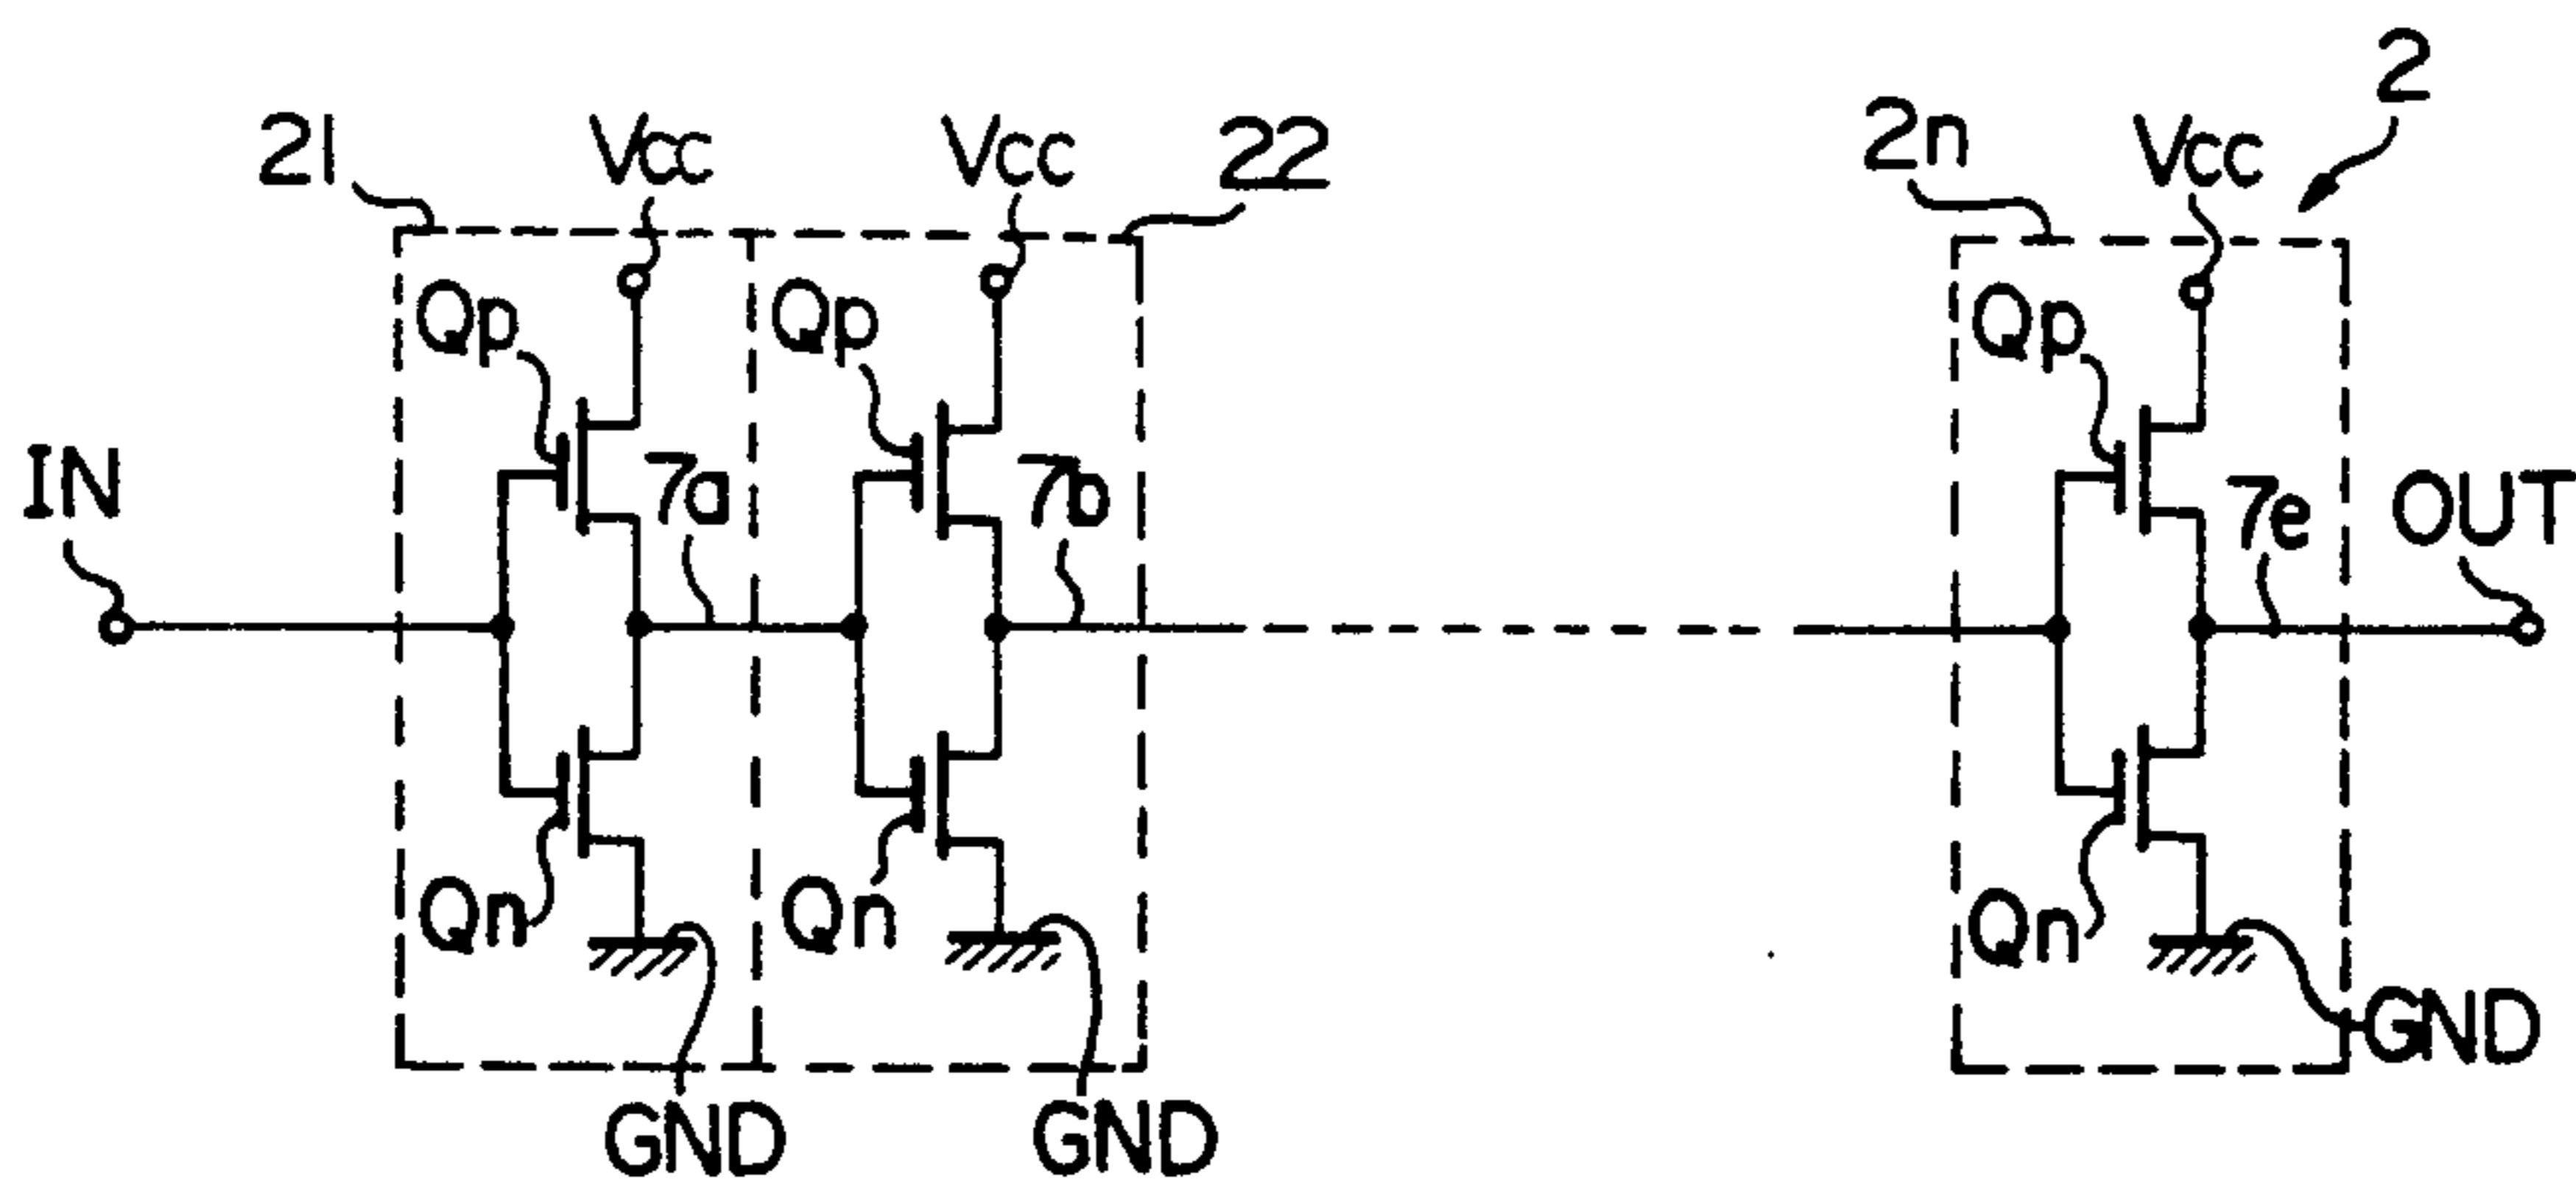 2
21
Vcc
Vcc
22
2n
Vcc
Qp
Qp
Qp
IN
7a
7b
7e
OUT
Qn
Qn
Qn
GND
GND
GND